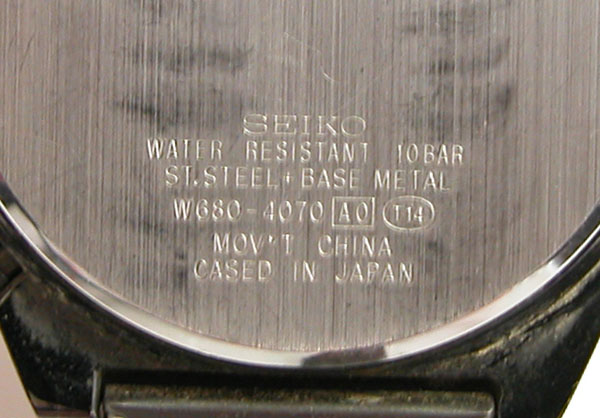 SEIKO
WATER RESISTANT 10BAR
ST.STEEL+BASE METAL
W680-4070 A0 T14
MOV'T CHINA
CASED IN JAPAN